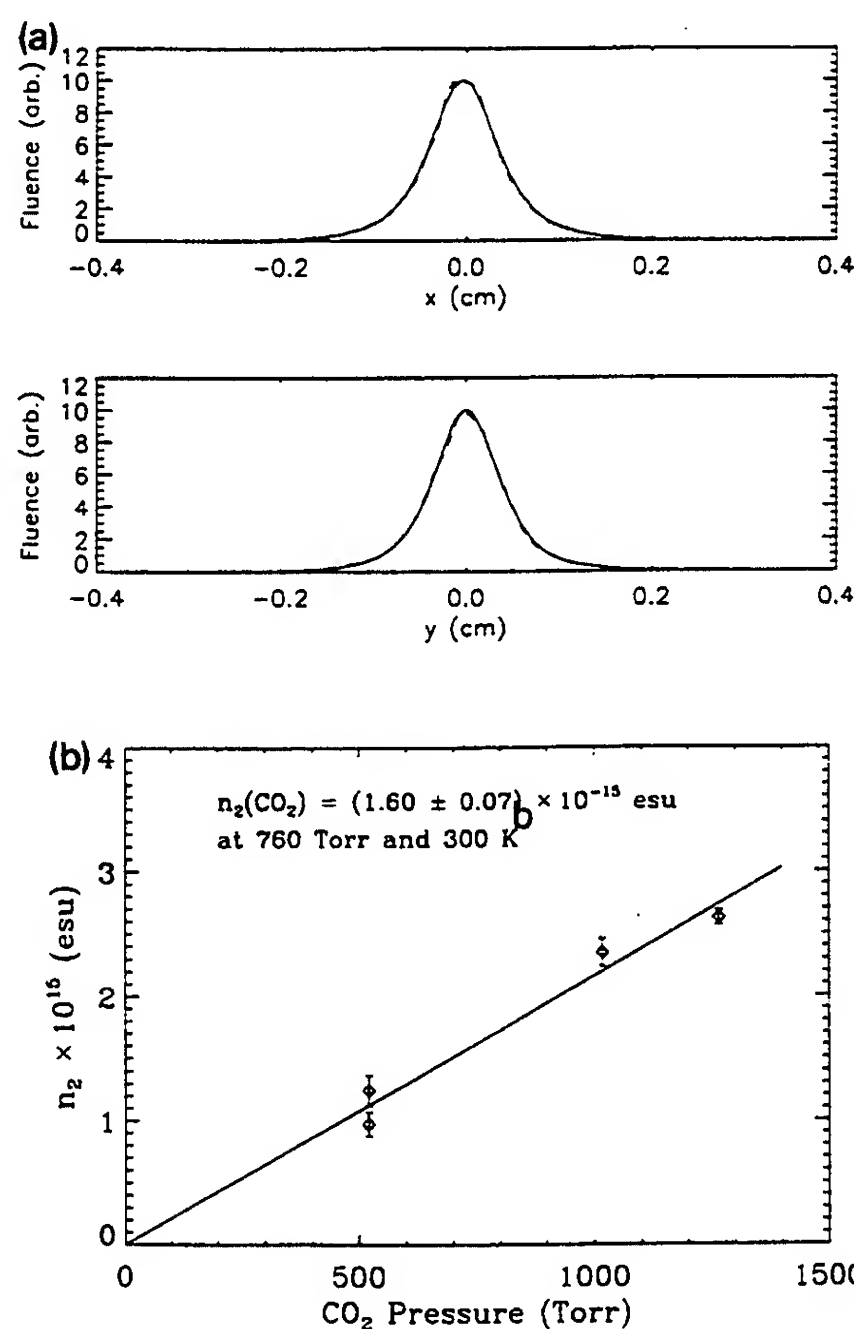 (a)
12
10
8
6
4
2
0
Fluence (arb.)
−0.4 −0.2 0.0 0.2 0.4
x (cm)
12
10
8
6
4
2
0
Fluence (arb.)
−0.4 −0.2 0.0 0.2 0.4
y (cm)
(b)
n₂(CO₂) = (1.60 ± 0.07) × 10⁻¹⁵ esu
at 760 Torr and 300 K
b
4
3
2
1
0
n₂ × 10¹⁵ (esu)
0 500 1000 1500
CO₂ Pressure (Torr)